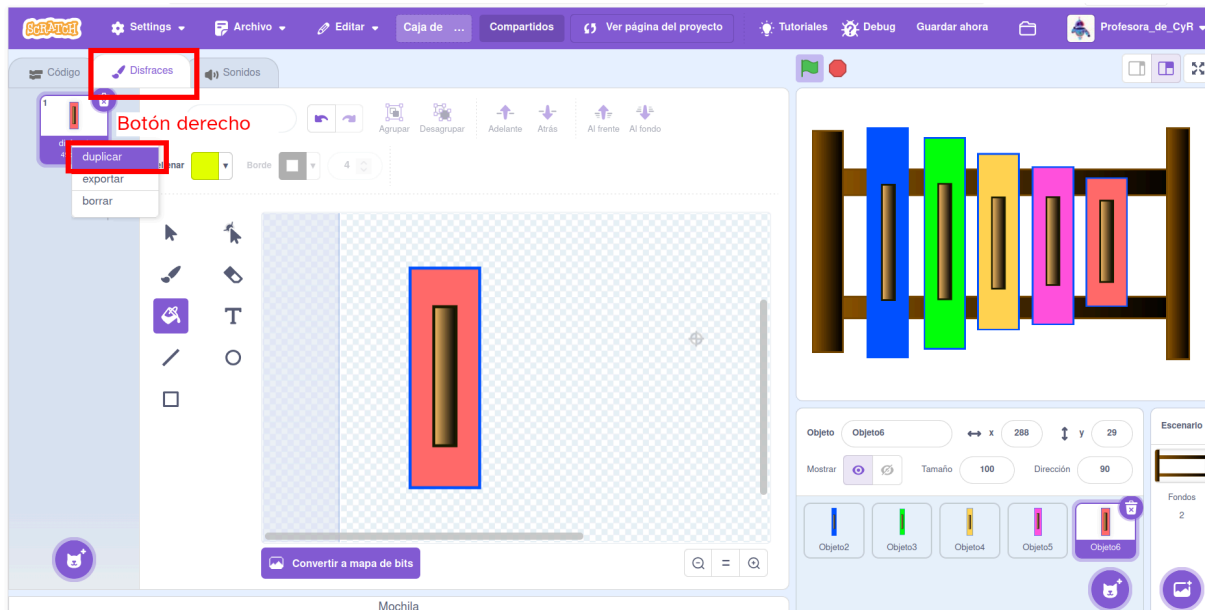 SCRATCH Settings Archivo Editar Caja de ... Compartidos Ver página del proyecto Tutoriales Debug Guardar ahora Profesora_de_CyR
Código Disfraces Sonidos
1
Botón derecho
Agrupar Desagrupar Adelante Atrás Al frente Al fondo
duplicar
Borde 4
exportar
borrar
T
Convertir a mapa de bits
=
Mochila
Objeto Objeto6 x 288 y 29
Mostrar Tamaño 100 Dirección 90
Objeto2 Objeto3 Objeto4 Objeto5 Objeto6
Escenario
Fondos
2